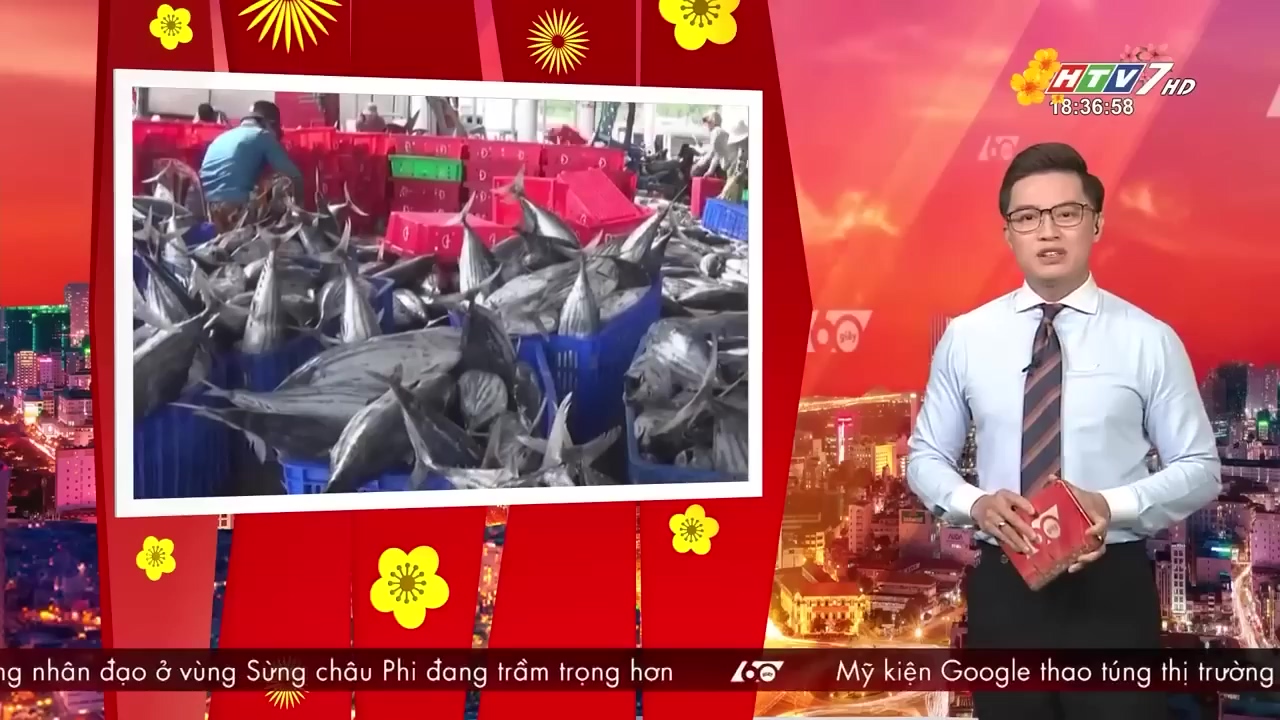 HTV7 HD
18:36:58
60
60 giây
60
ng nhân đạo ở vùng Sừng châu Phi đang trầm trọng hơn 60 giây Mỹ kiện Google thao túng thị trường